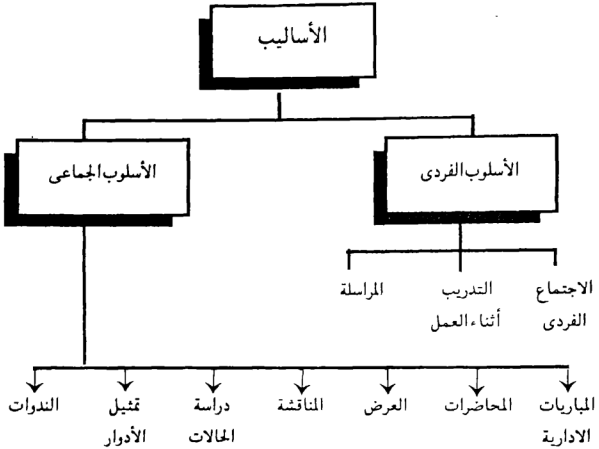 الأساليب
الأسلوب الفردى
الأسلوب الجماعى
الاجتماع
الفردى
التدريب
أثناء العمل
المراسلة
المباريات
الادارية
المحاضرات
العرض
المناقشة
دراسة
الحالات
تمثيل
الأدوار
الندوات